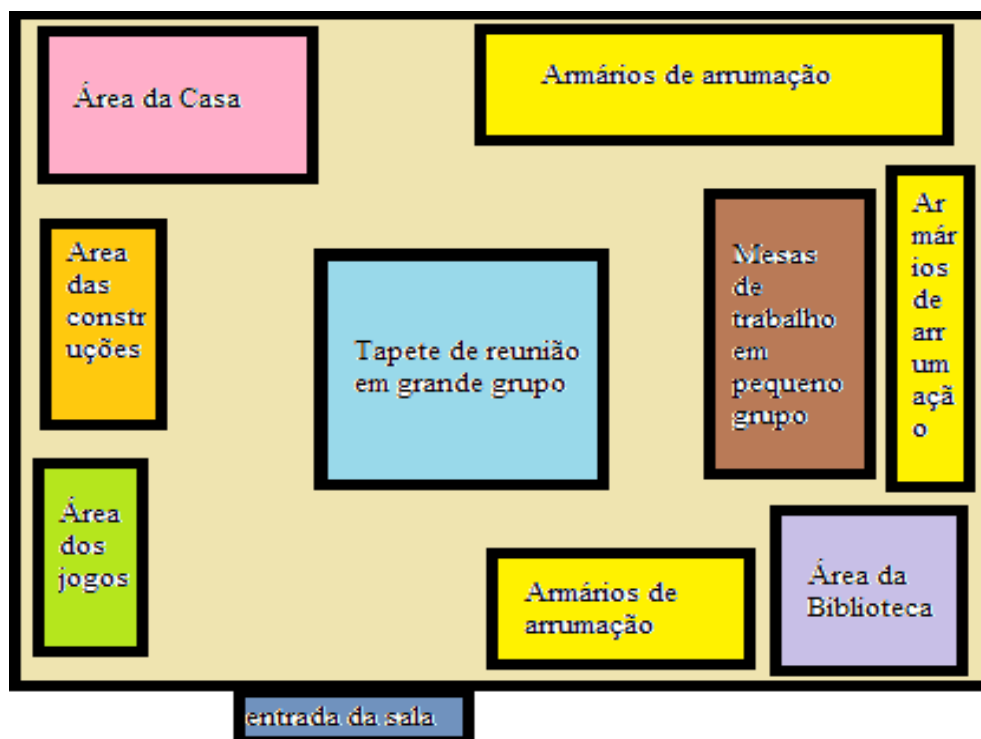 Área da Casa
Armários de arrumação
Area
das
constr
uções
Tapete de reunião
em grande grupo
Mesas
de
trabalho
em
pequeno
grupo
Ar
már
ios
de
arr
um
açã
o
Área
dos
jogos
Armários de
arrumação
Área da
Biblioteca
entrada da sala